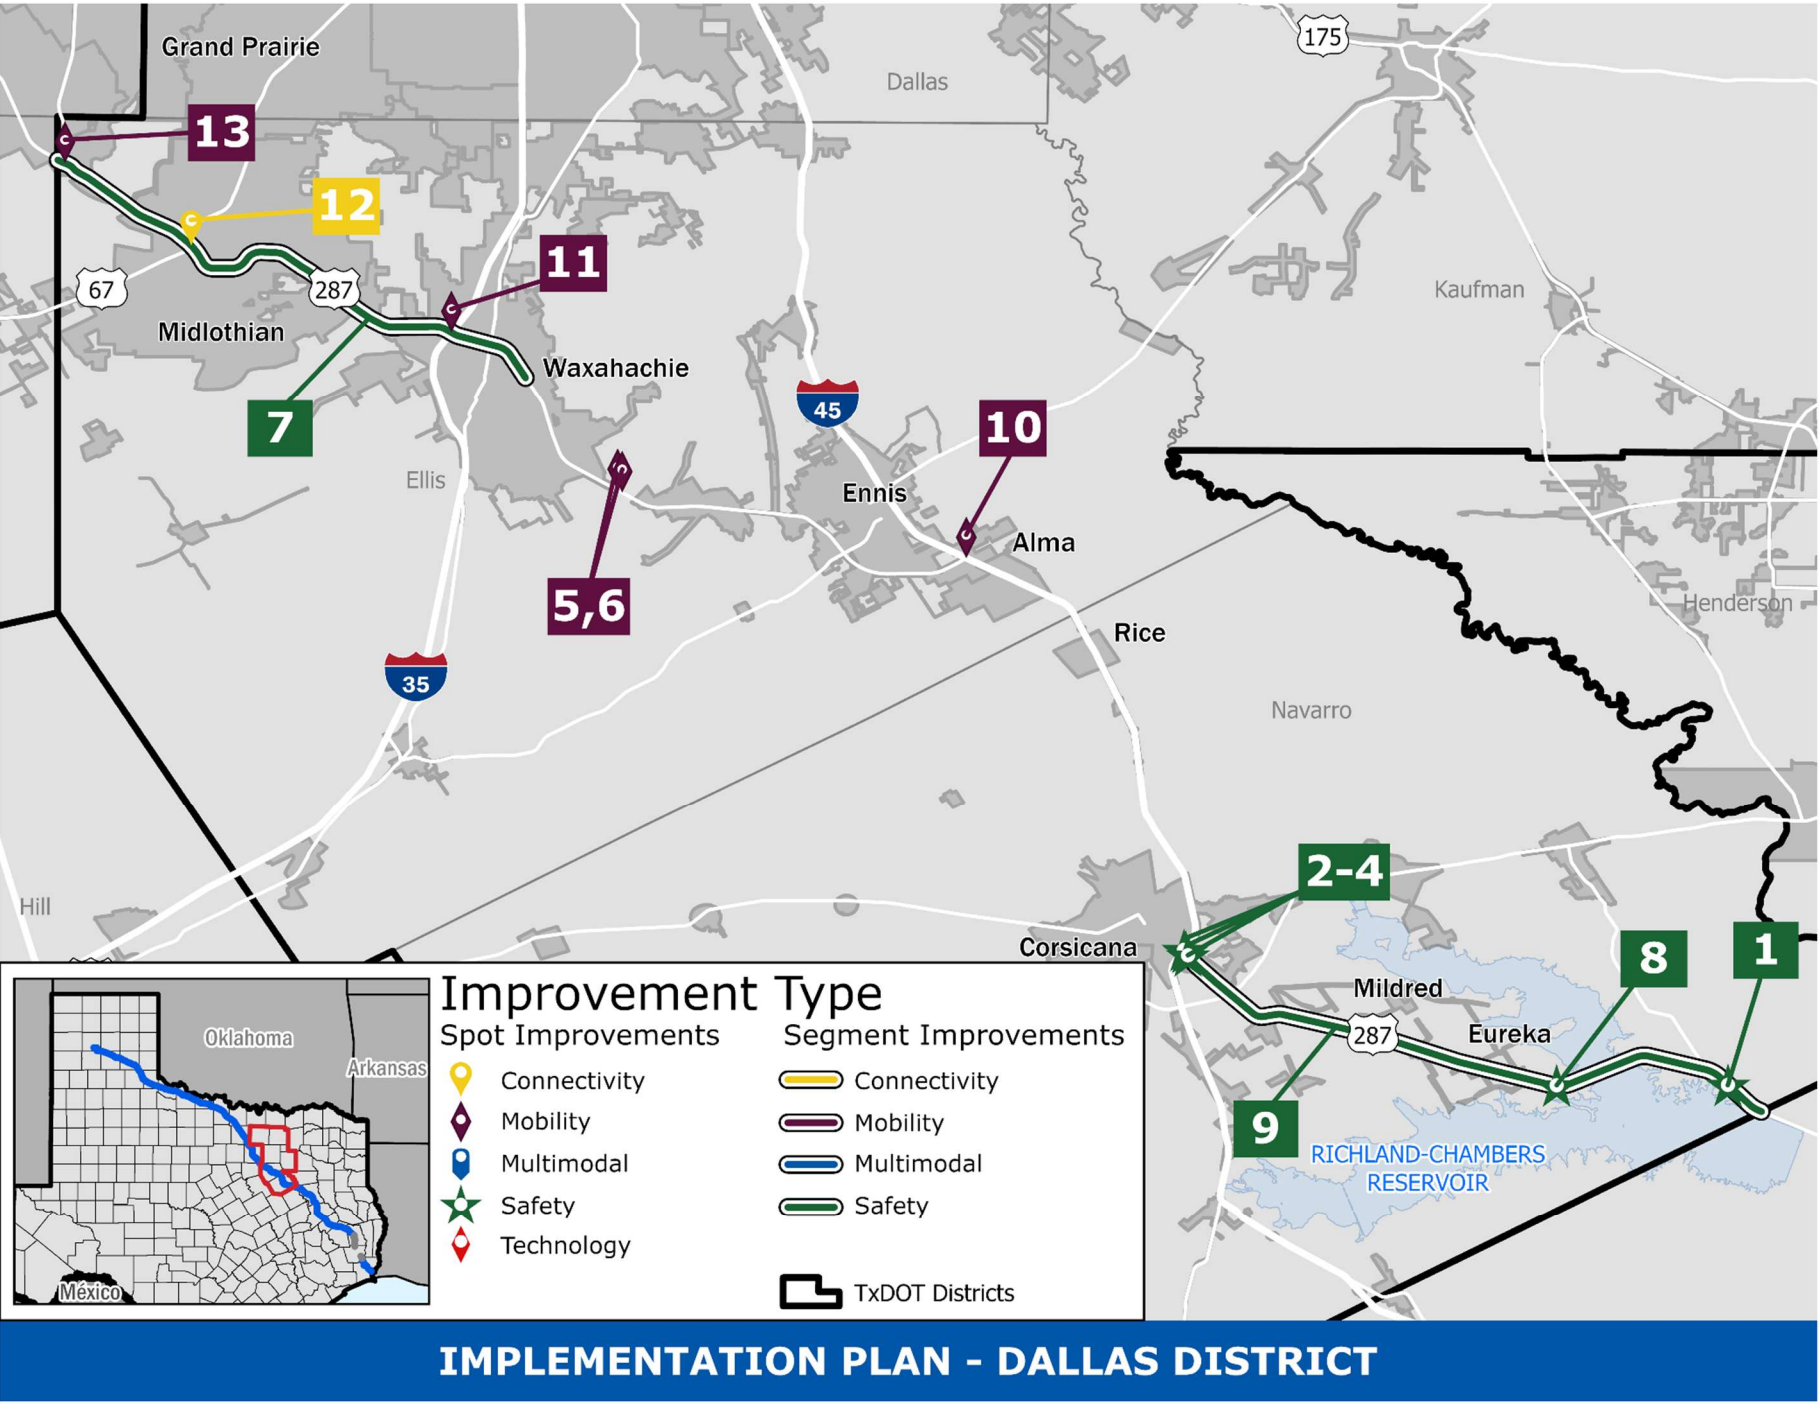 Grand Prairie
Dallas
175
13
12
11
67
287
Midlothian
Waxahachie
7
Kaufman
45
10
Ellis
Ennis
Alma
5,6
Henderson
Rice
35
Navarro
Hill
2-4
Corsicana
8
1
Mildred
287
Eureka
9
RICHLAND-CHAMBERS
RESERVOIR
Oklahoma
Arkansas
México
Improvement Type
Spot Improvements
Connectivity
Mobility
Multimodal
Safety
Technology
Segment Improvements
Connectivity
Mobility
Multimodal
Safety
TxDOT Districts
IMPLEMENTATION PLAN - DALLAS DISTRICT